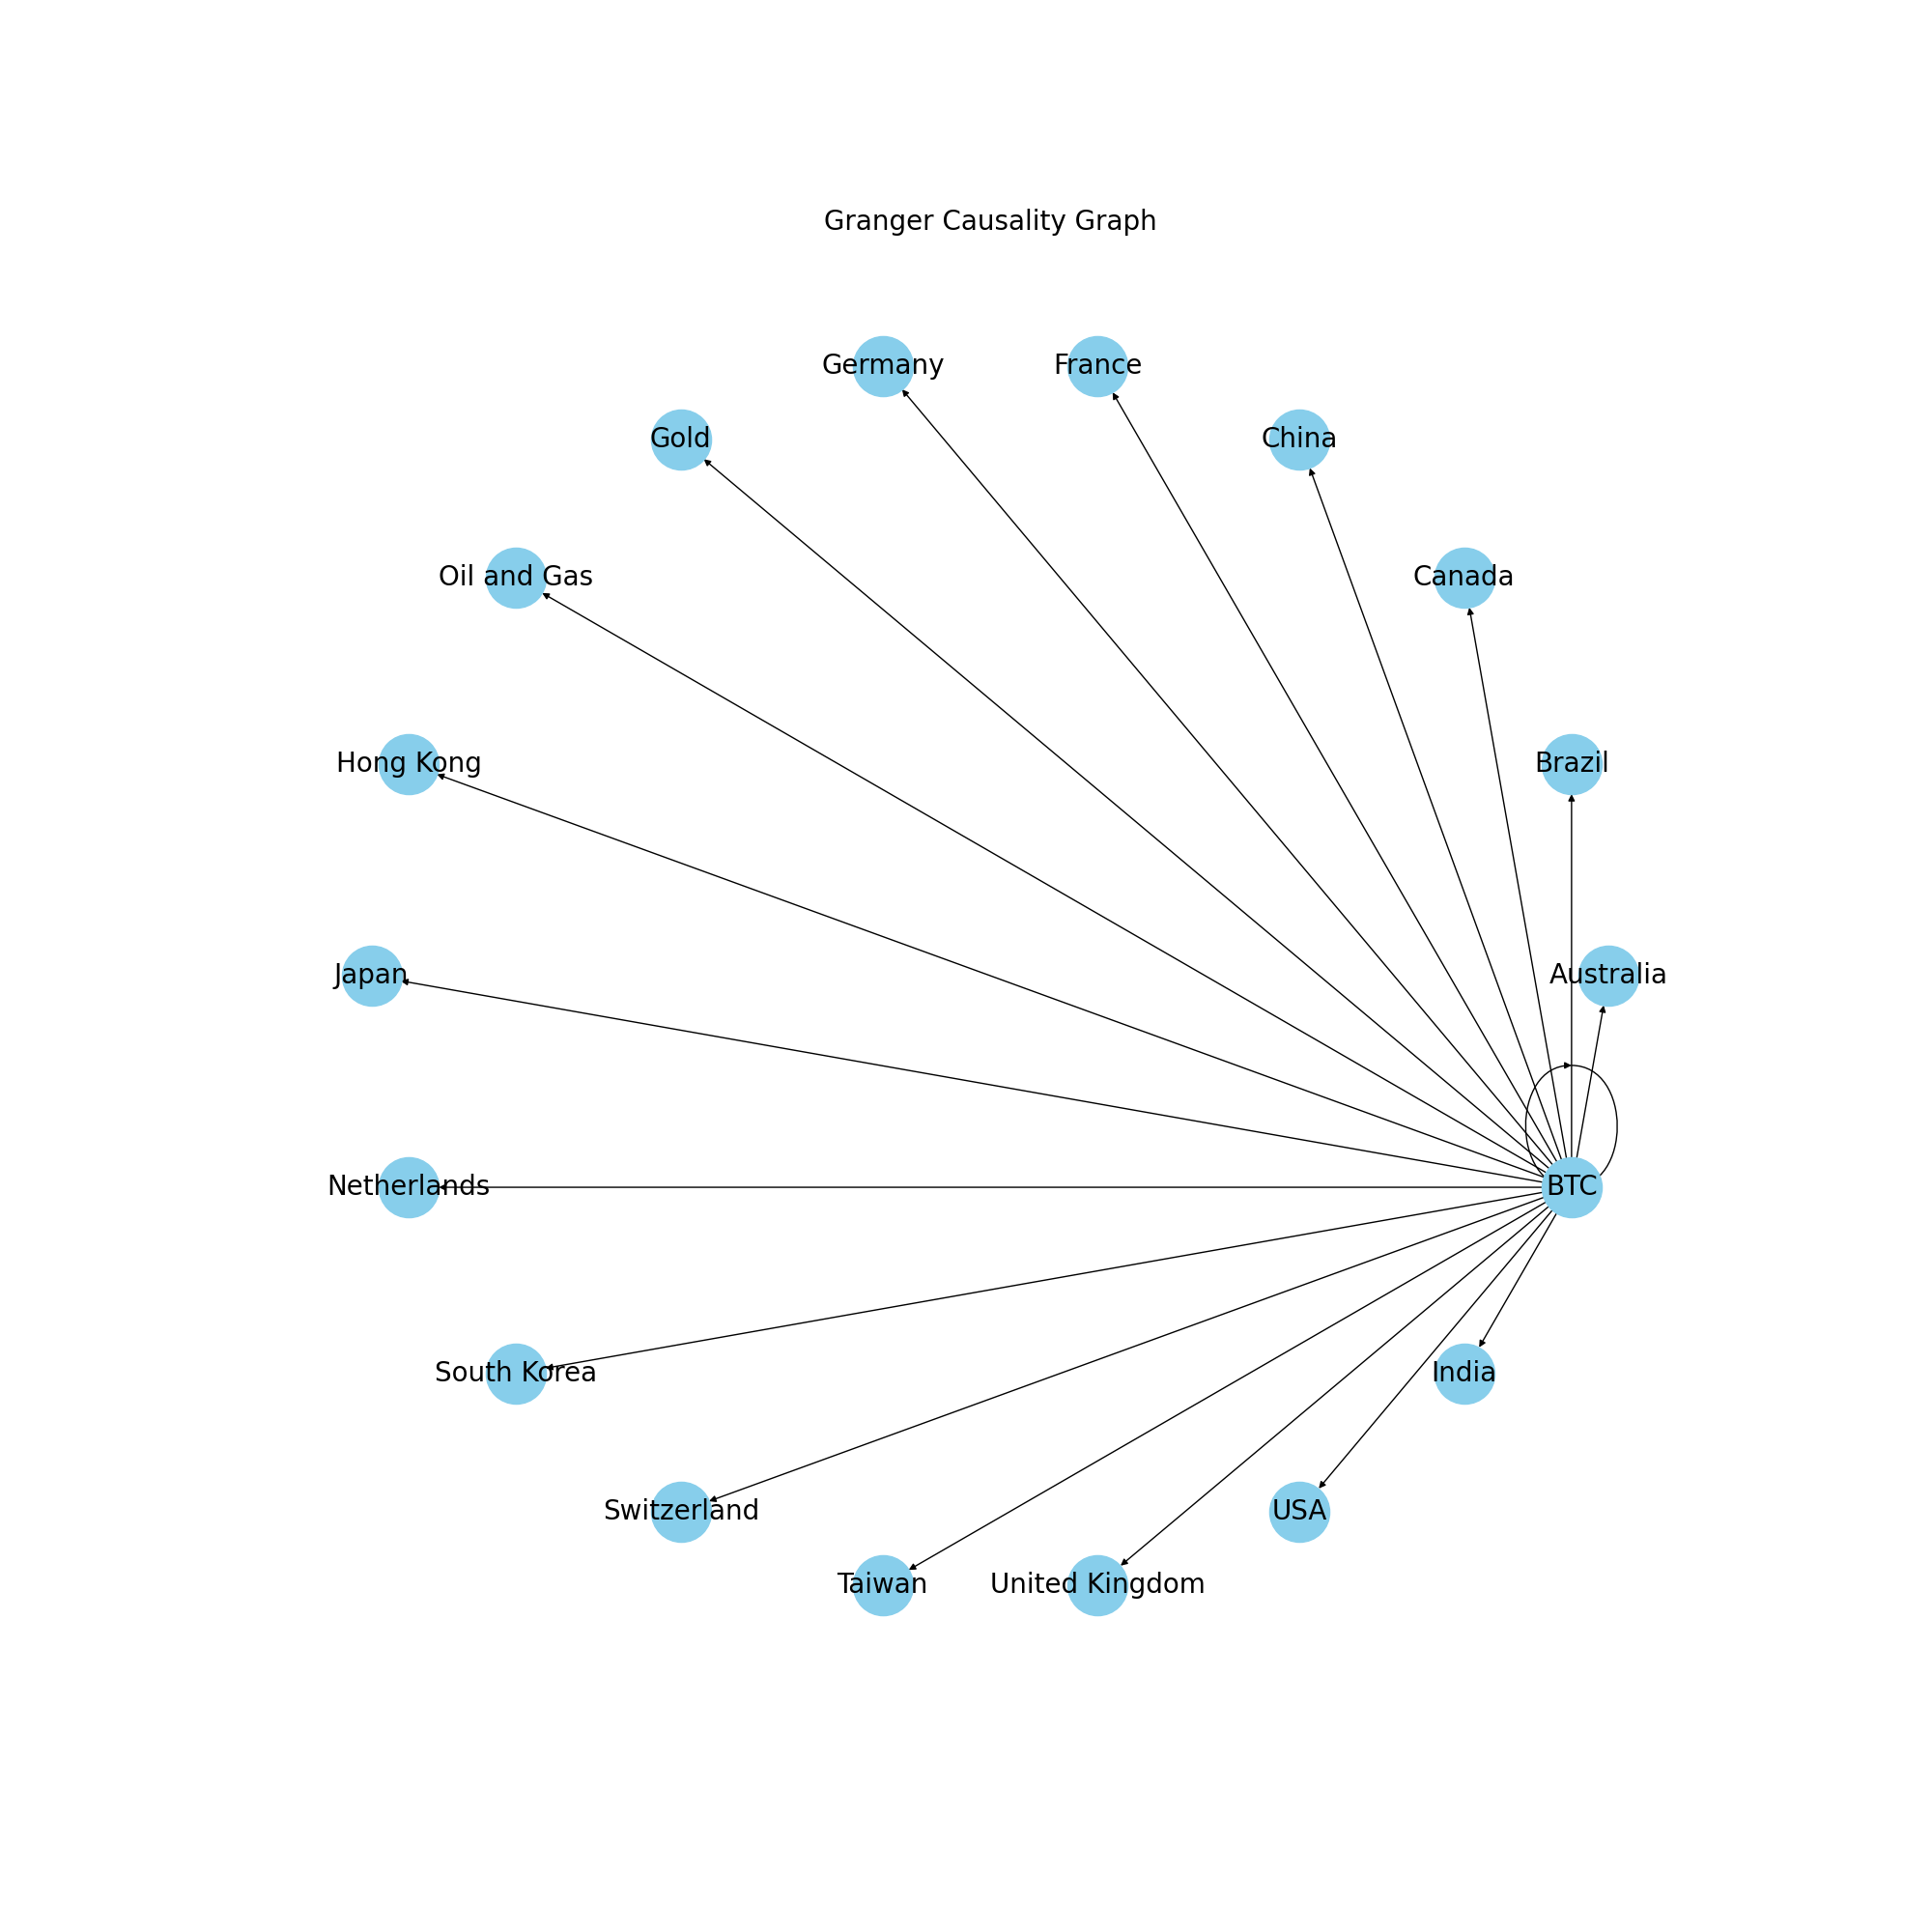 Granger Causality Graph
Germany
France
Gold
China
Oil and Gas
Canada
Hong Kong
Brazil
Japan
Australia
Netherlands
BTC
South Korea
India
Switzerland
USA
Taiwan
United Kingdom